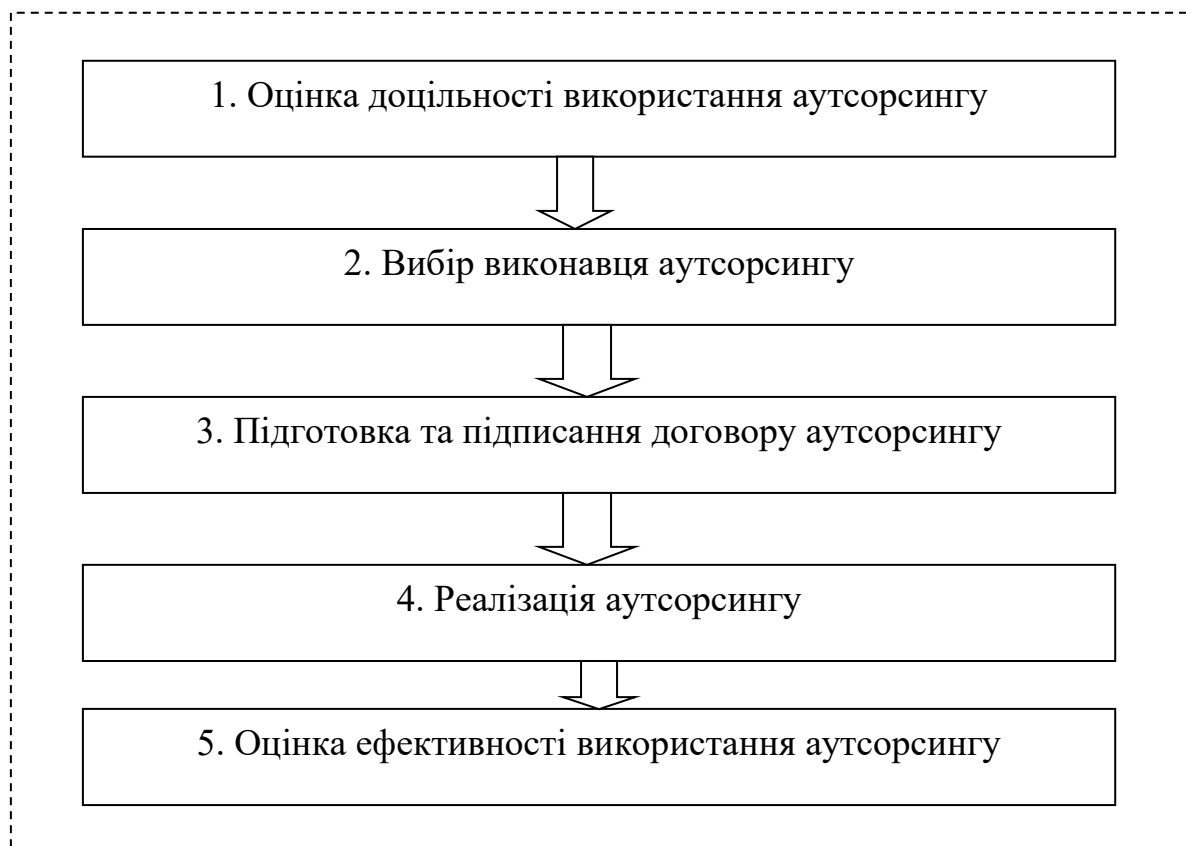 1. Оцінка доцільності використання аутсорсингу
2. Вибір виконавця аутсорсингу
3. Підготовка та підписання договору аутсорсингу
4. Реалізація аутсорсингу
5. Оцінка ефективності використання аутсорсингу